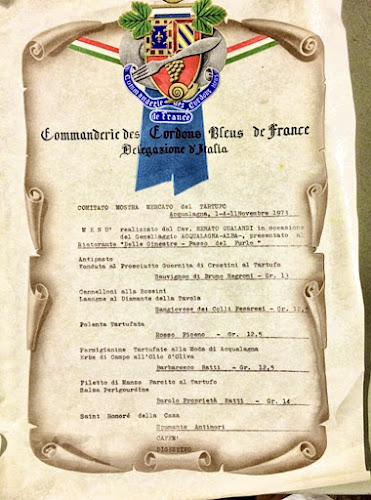 Commanderie des Cordons Bleus
de France
Commanderie des Cordons Bleus de France
Delegazione d'Italia
COMITATO MOSTRA MERCATO del TARTUFO
Acqualagna, 1-4-11Novembre 1973
MENU' realizzato dal Cav. RENATO GUALANDI in occasione
del Gemellaggio ACQUALAGNA-ALBA-, presentato al
Ristorante "Delle Ginestre - Passo del Furlo "
Antipasto
Fonduta al Prosciutto Guarnita di Crostini al Tartufo
Sauvignon di Bruno Negroni - Gr. 13
Cannelloni alla Rossini
Lasagne al Diamante della Tavola
Sangiovese dei Colli Pesaresi - Gr. 12,5
Polenta Tartufata
Rosso Piceno - Gr. 12,5
Parmigianine Tartufate alla Moda di Acqualagna
Erbe di Campo all'Olio d'Oliva
Barbaresco Ratti - Gr. 12,5
Filetto di Manzo Farcito al Tartufo
Salsa Perigourdine
Barolo Proprietà Ratti - Gr. 14
Saint Honoré della Casa
Spumante Antinori
CAFFE'
DIGESTIVO